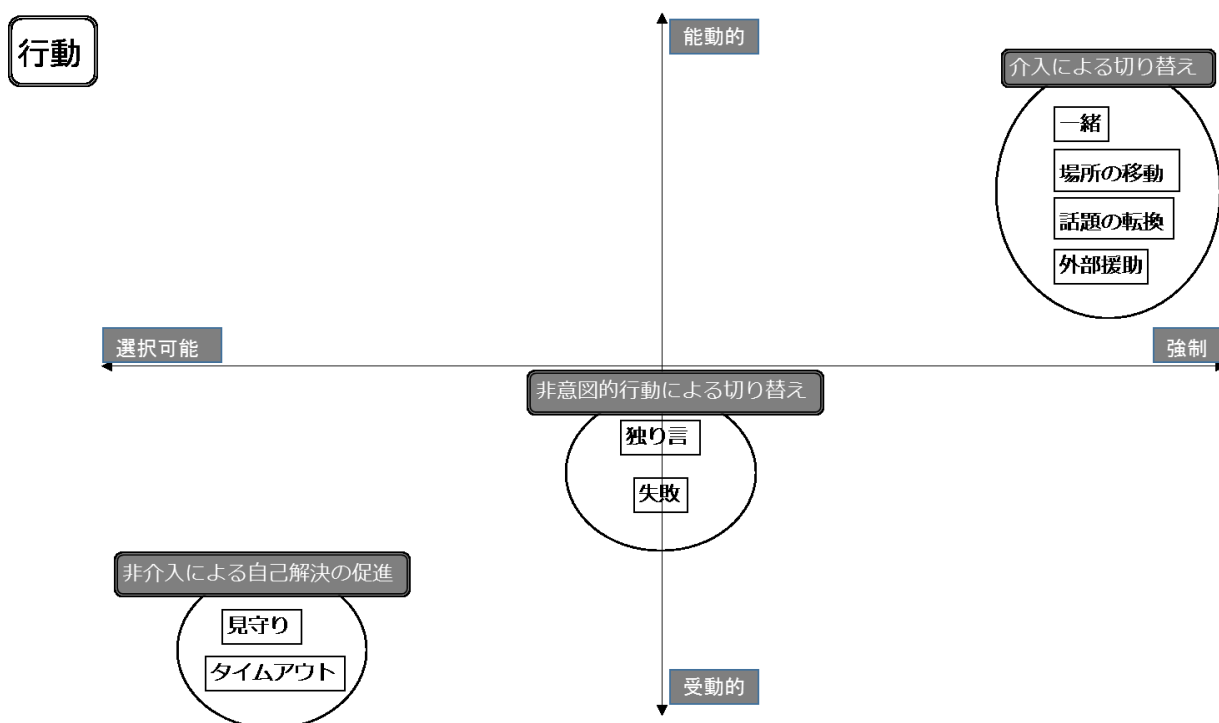 行動
能動的
介入による切り替え
一緒
場所の移動
話題の転換
外部援助
選択可能
強制
非意図的行動による切り替え
独り言
失敗
非介入による自己解決の促進
見守り
タイムアウト
受動的